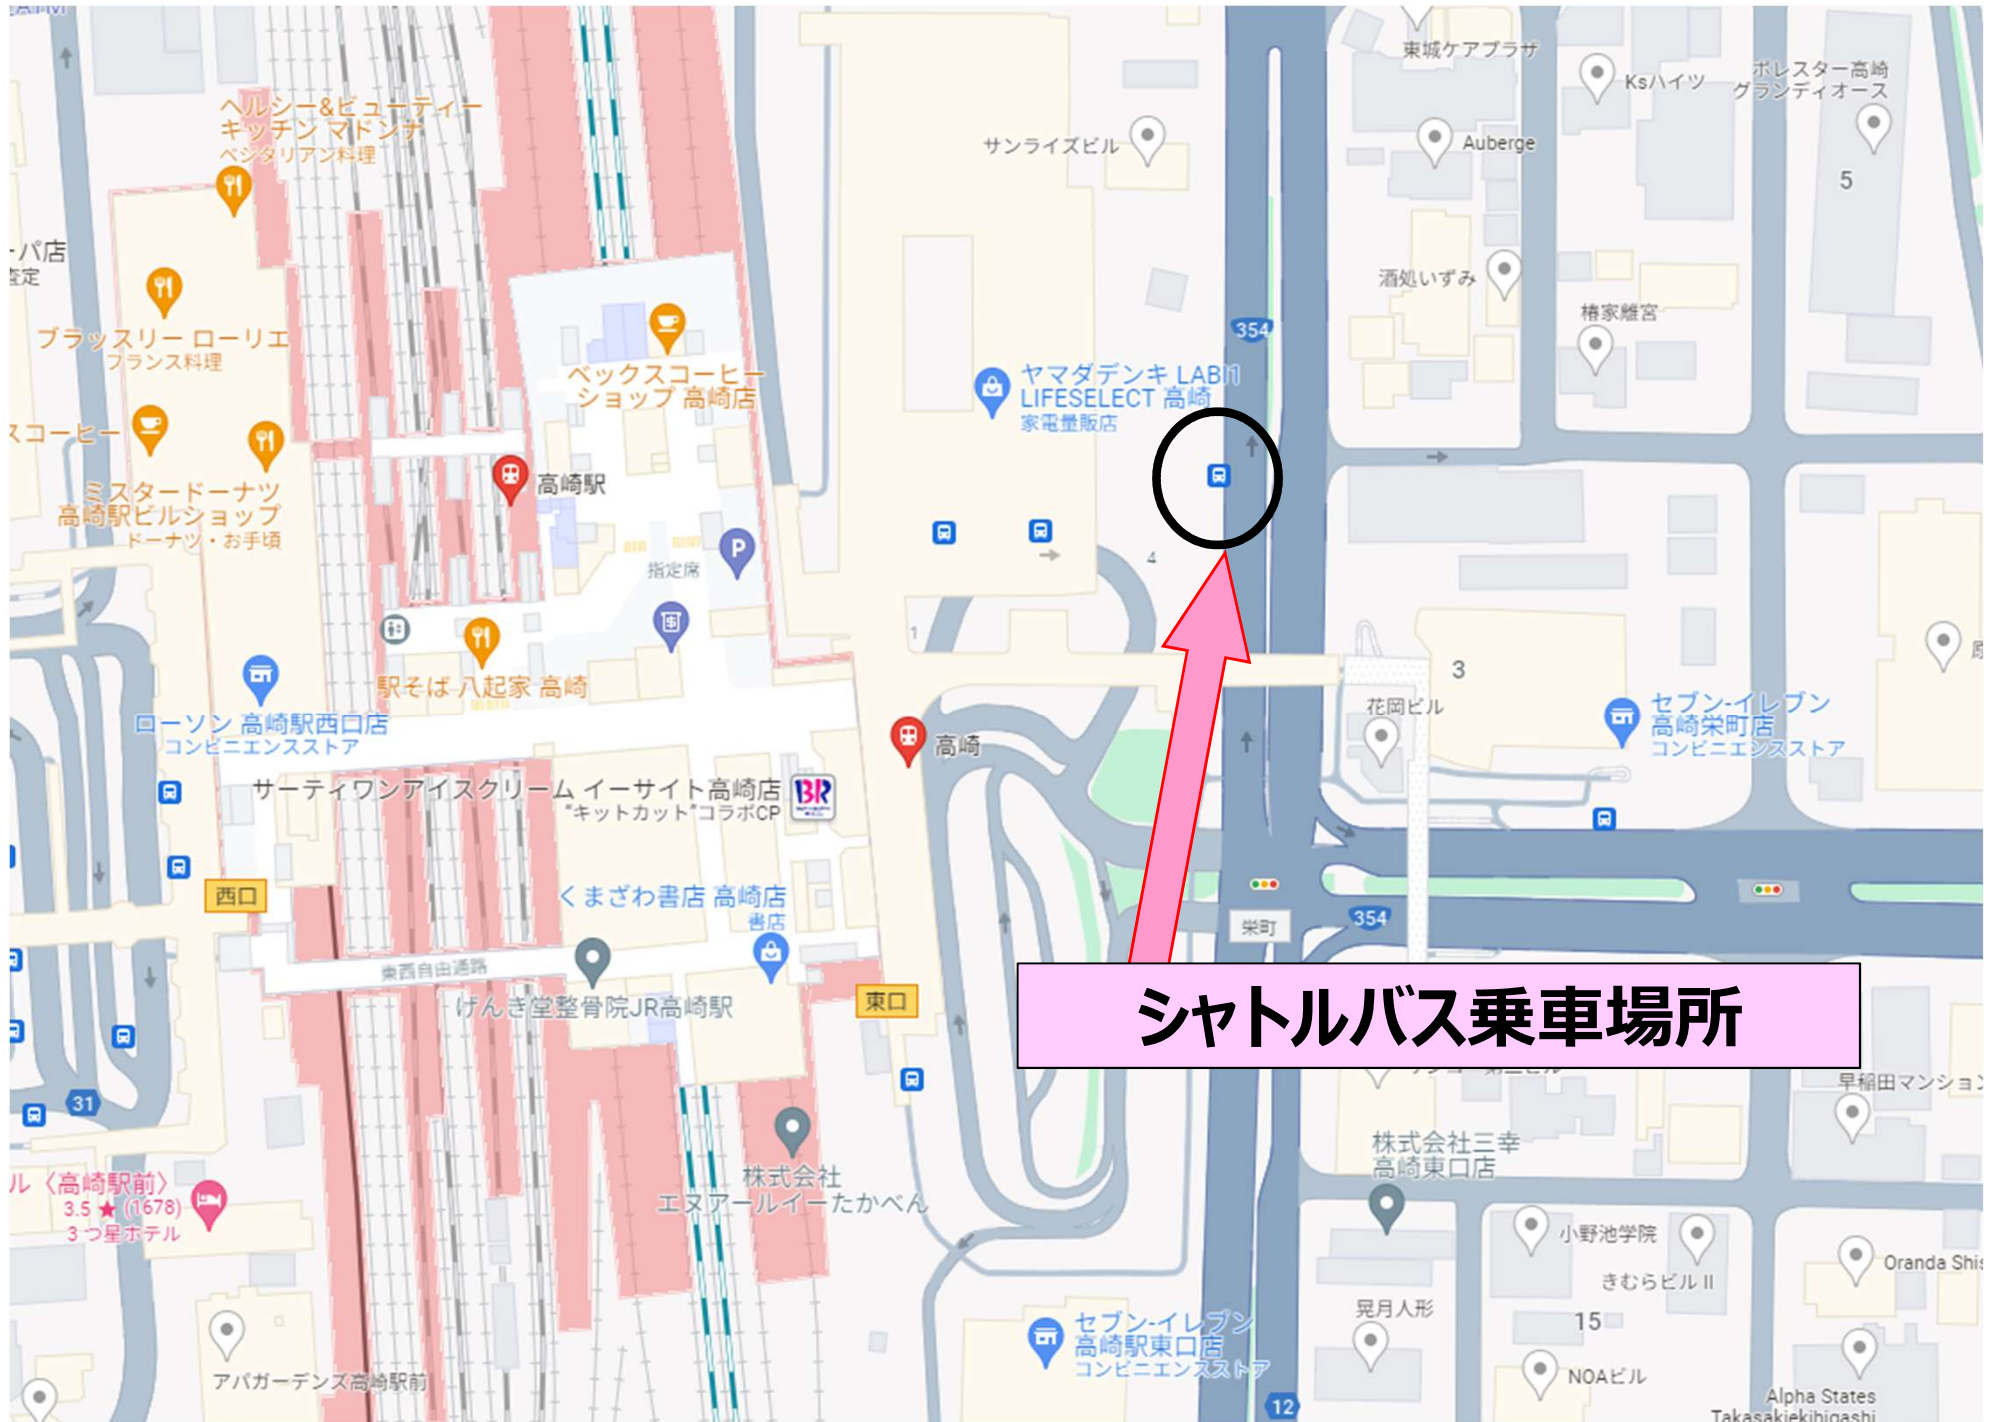 ヘルシー&ビューティー
キッチン マドンナ
ベジタリアン料理
東城ケアプラザ
Ksハイツ
ポレスター高崎
グランディオース
サンライズビル
Auberge
5
ーパ店
査定
ブラッスリー ローリエ
フランス料理
酒処いずみ
椿家離宮
354
ベックスコーヒー
ショップ 高崎店
ヤマダデンキ LABI1
LIFESELECT 高崎
家電量販店
スコーヒー
ミスタードーナツ
高崎駅ビルショップ
ドーナツ・お手頃
高崎駅
P
指定席
4
1
3
駅そば 八起家 高崎
ローソン 高崎駅西口店
コンビニエンスストア
花岡ビル
セブン-イレブン
高崎栄町店
コンビニエンスストア
高崎
サーティワンアイスクリーム イーサイト高崎店
“キットカット”コラボCP
BR
西口
くまざわ書店 高崎店
書店
栄町
354
東西自由通路
げんき堂整骨院JR高崎駅
東口
シャトルバス乗車場所
31
早稲田マンション
株式会社三幸
高崎東口店
株式会社
エヌアールイーたかべん
ル〈高崎駅前〉
3.5 ★ (1678)
3 つ星ホテル
小野池学院
きむらビル II
Oranda Shis
晃月人形
15
セブン-イレブン
高崎駅東口店
コンビニエンスストア
アパガーデンズ高崎駅前
NOAビル
12
Alpha States
Takasakiekihigashi